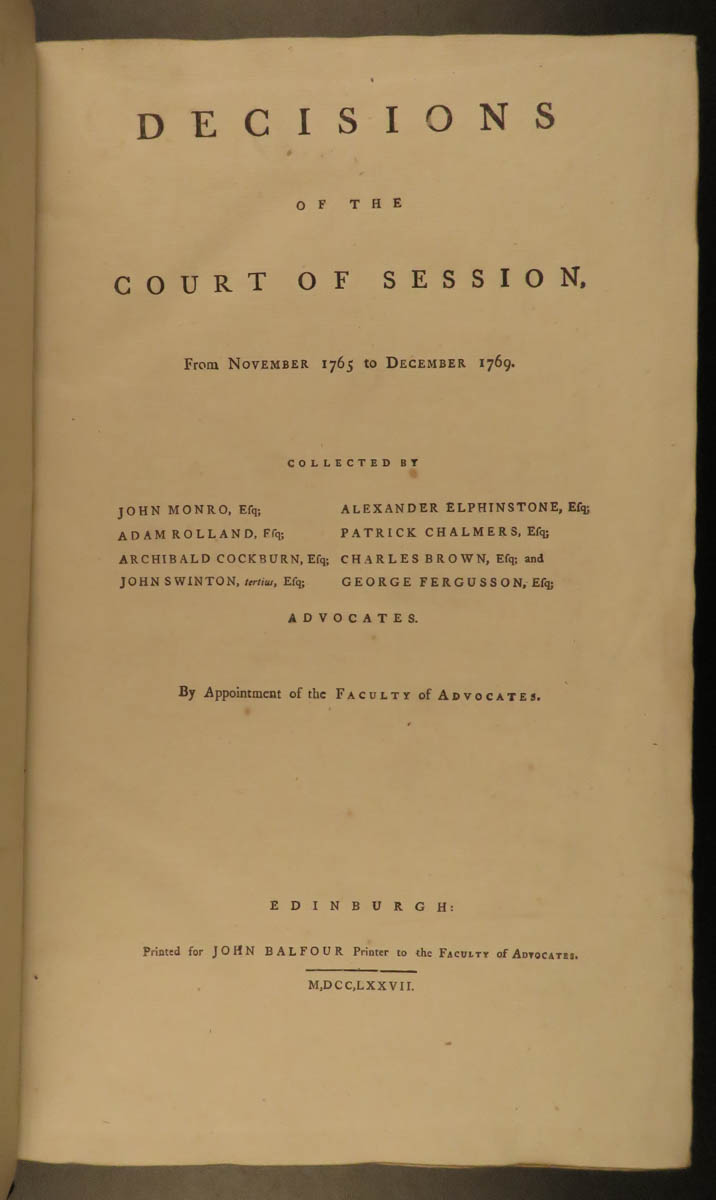 DECISIONS
OF THE
COURT OF SESSION,
From NOVEMBER 1765 to DECEMBER 1769.
COLLECTED BY
JOHN MONRO, Eſq; ALEXANDER ELPHINSTONE, Eſq;
ADAM ROLLAND, Eſq; PATRICK CHALMERS, Eſq;
ARCHIBALD COCKBURN, Eſq; CHARLES BROWN, Eſq; and
JOHN SWINTON, tertius, Eſq; GEORGE FERGUSSON, Eſq;
ADVOCATES.
By Appointment of the FACULTY of ADVOCATES.
EDINBURGH:
Printed for JOHN BALFOUR Printer to the FACULTY of ADVOCATES.
M,DCC,LXXVII.